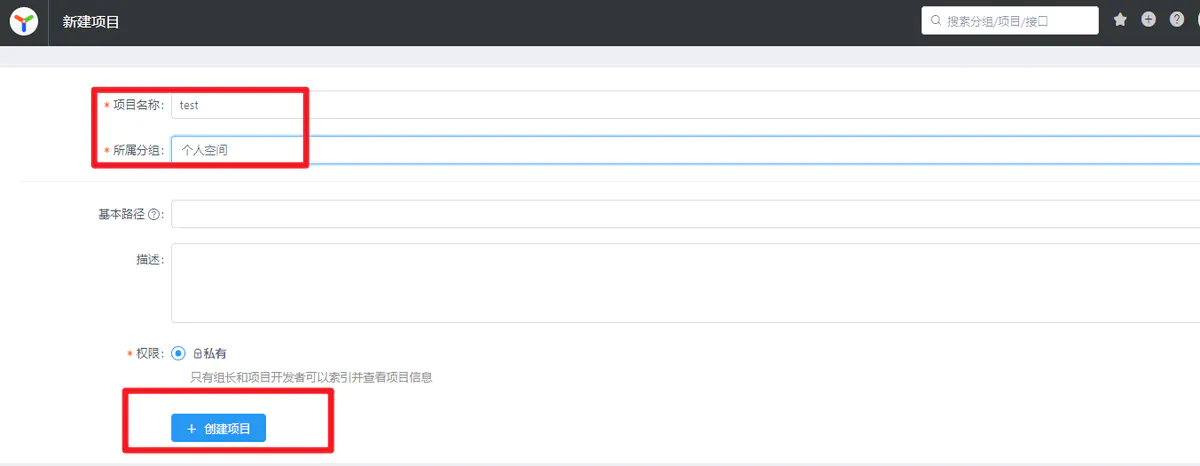 新建项目
搜索分组/项目/接口
* 项目名称: test
* 所属分组: 个人空间
基本路径 ?:
描述:
* 权限: 私有
只有组长和项目开发者可以索引并查看项目信息
+ 创建项目